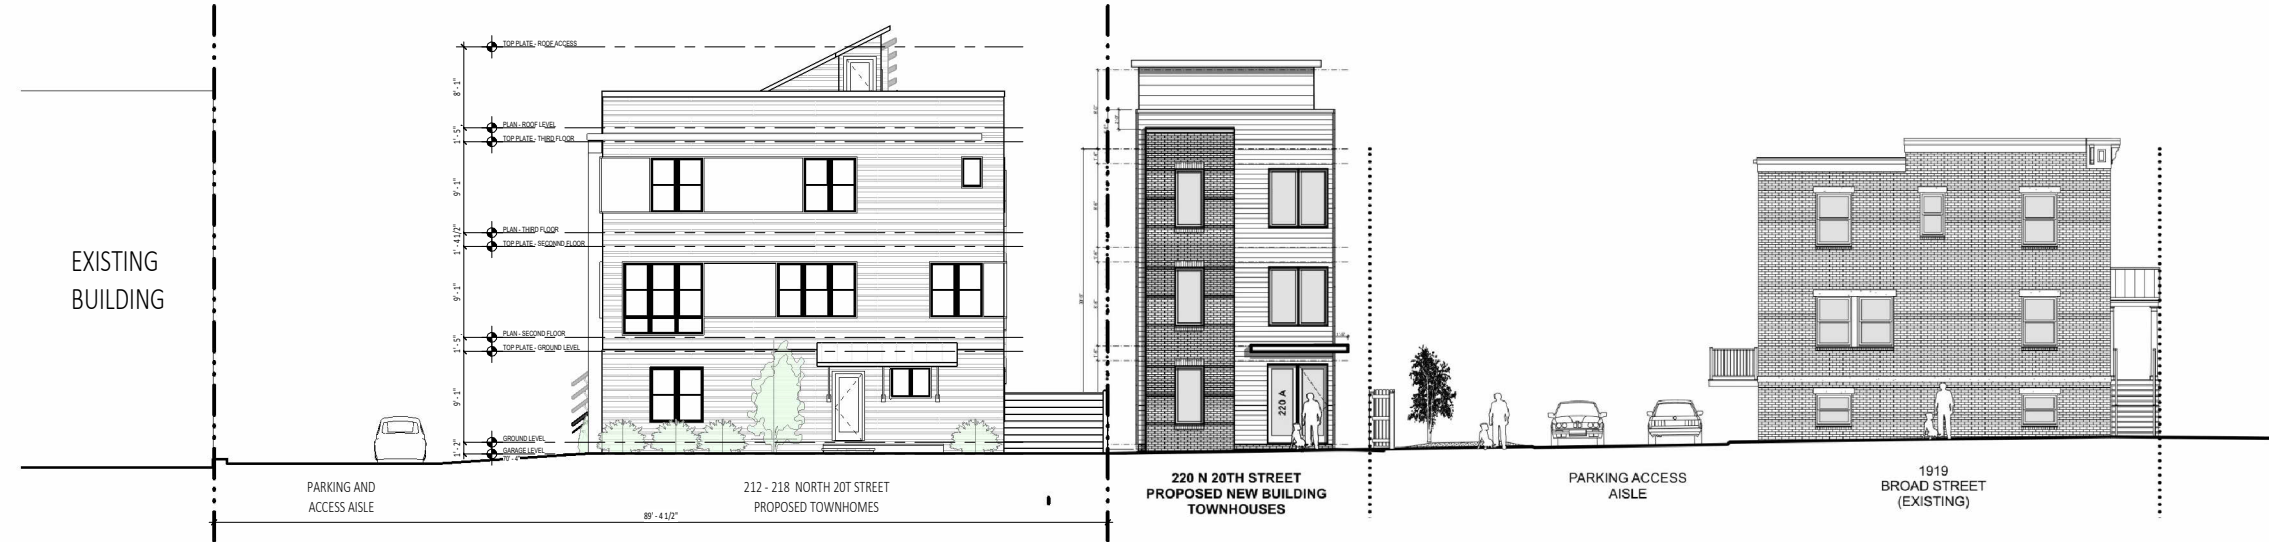 TOP PLATE - ROOF ACCESS
8' - 1"
PLAN - ROOF LEVEL
1' - 5"
TOP PLATE - THIRD FLOOR
9' - 1"
PLAN - THIRD FLOOR
1' - 4 1/2"
TOP PLATE - SECONND FLOOR
9' - 1"
PLAN - SECOND FLOOR
1' - 5"
TOP PLATE - GROUND LEVEL
9' - 1"
GROUND LEVEL
1' - 2"
GARAGE LEVEL
70' - 4"
EXISTING
BUILDING
PARKING AND
ACCESS AISLE
212 - 218 NORTH 20T STREET
PROPOSED TOWNHOMES
89' - 4 1/2"
220 A
220 N 20TH STREET
PROPOSED NEW BUILDING
TOWNHOUSES
PARKING ACCESS
AISLE
1919
BROAD STREET
(EXISTING)